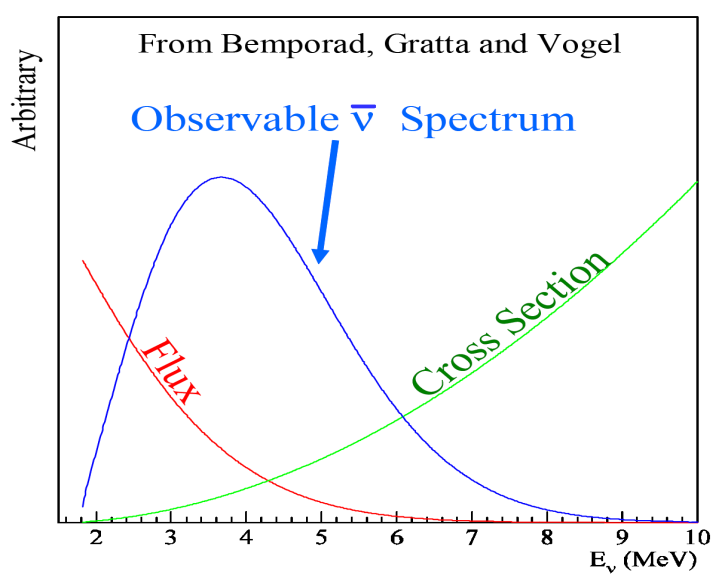 From Bemporad, Gratta and Vogel
Arbitrary
Observable ν̅ Spectrum
Flux
Cross Section
2 3 4 5 6 7 8 9 10
Eν (MeV)